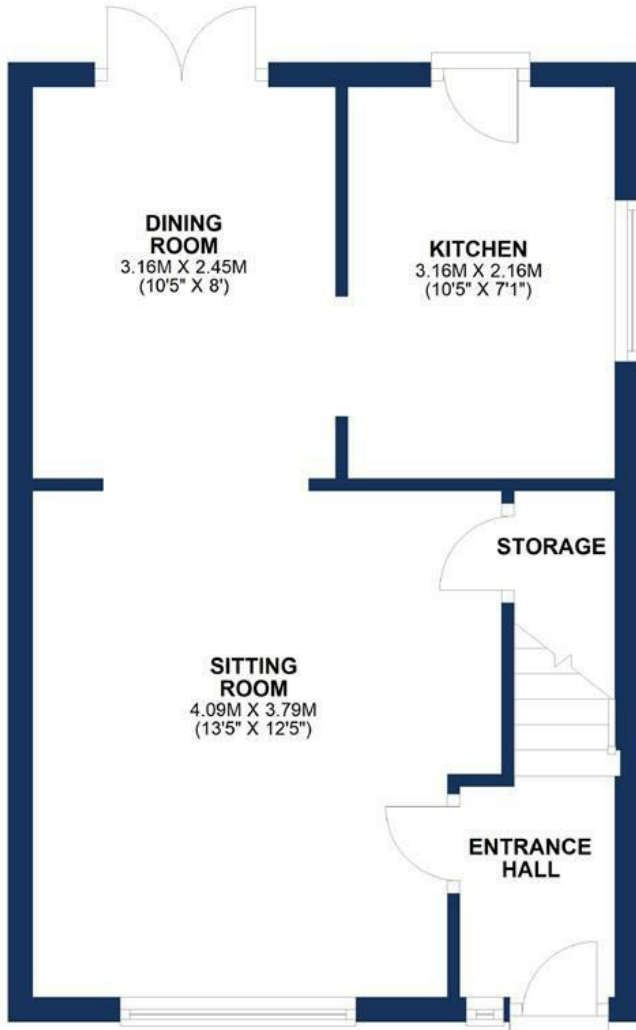 DINING
ROOM
3.16M X 2.45M
(10'5" X 8')
KITCHEN
3.16M X 2.16M
(10'5" X 7'1")
STORAGE
SITTING
ROOM
4.09M X 3.79M
(13'5" X 12'5")
ENTRANCE
HALL